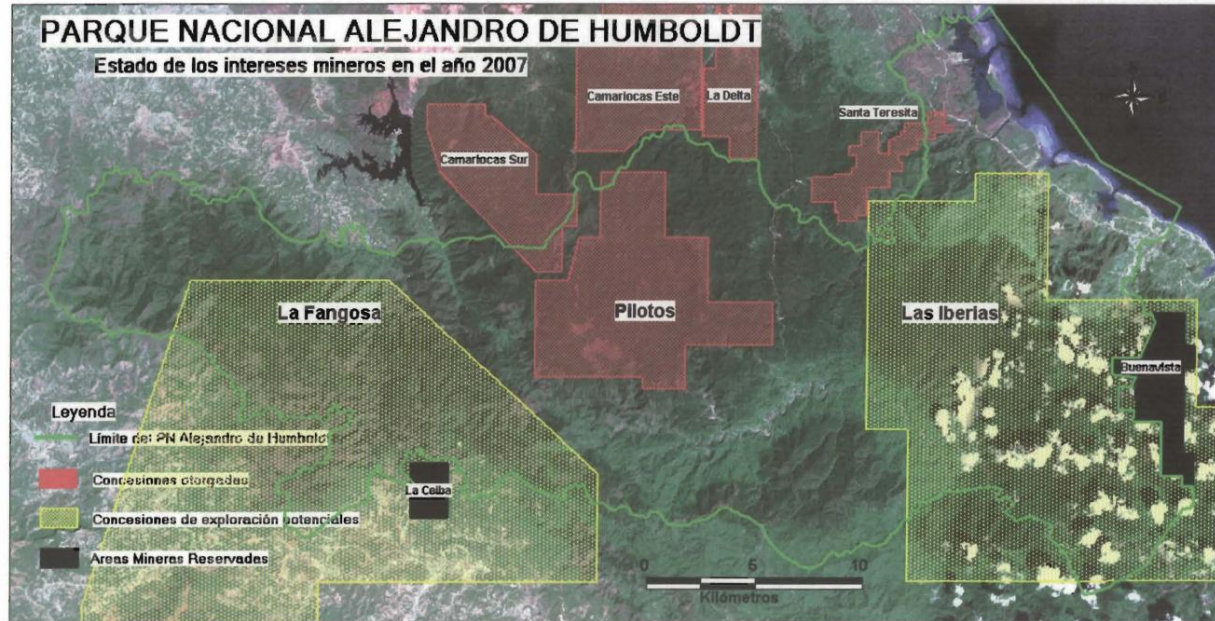 PARQUE NACIONAL ALEJANDRO DE HUMBOLDT
Estado de los intereses mineros en el año 2007
Camariocas Este
La Delta
Santa Teresita
Camariocas Sur
La Fangosa
Pilotos
Las Iberias
Buenavista
La Ceiba
Leyenda
Límite del PN Alejandro de Humboldt
Concesiones otorgadas
Concesiones de exploración potenciales
Areas Mineras Reservadas
0 5 10
Kilómetros